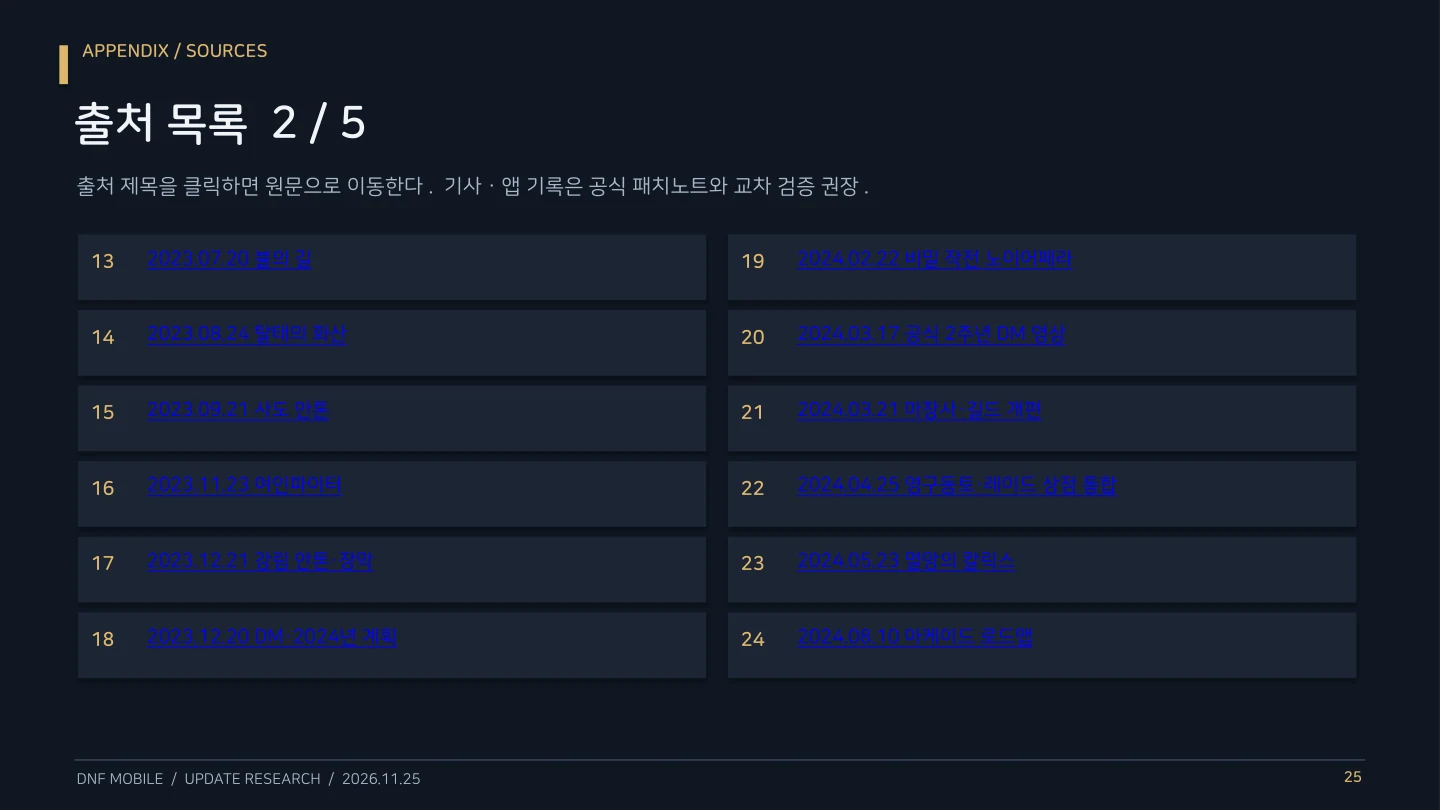 APPENDIX / SOURCES
출처 목록 2 / 5
출처 제목을 클릭하면 원문으로 이동한다 . 기사 · 앱 기록은 공식 패치노트와 교차 검증 권장 .
13 2023.07.20 불의 길
14 2023.08.24 탈태의 화산
15 2023.09.21 사도 안톤
16 2023.11.23 여인파이터
17 2023.12.21 강림 안톤·장막
18 2023.12.20 DM·2024년 계획
19 2024.02.22 비밀 작전 노이어페라
20 2024.03.17 공식 2주년 DM 영상
21 2024.03.21 마창사·길드 개편
22 2024.04.25 영구동토·레이드 상점 통합
23 2024.05.23 멸망의 칼릭스
24 2024.06.10 아케이드 로드맵
DNF MOBILE / UPDATE RESEARCH / 2026.11.25
25